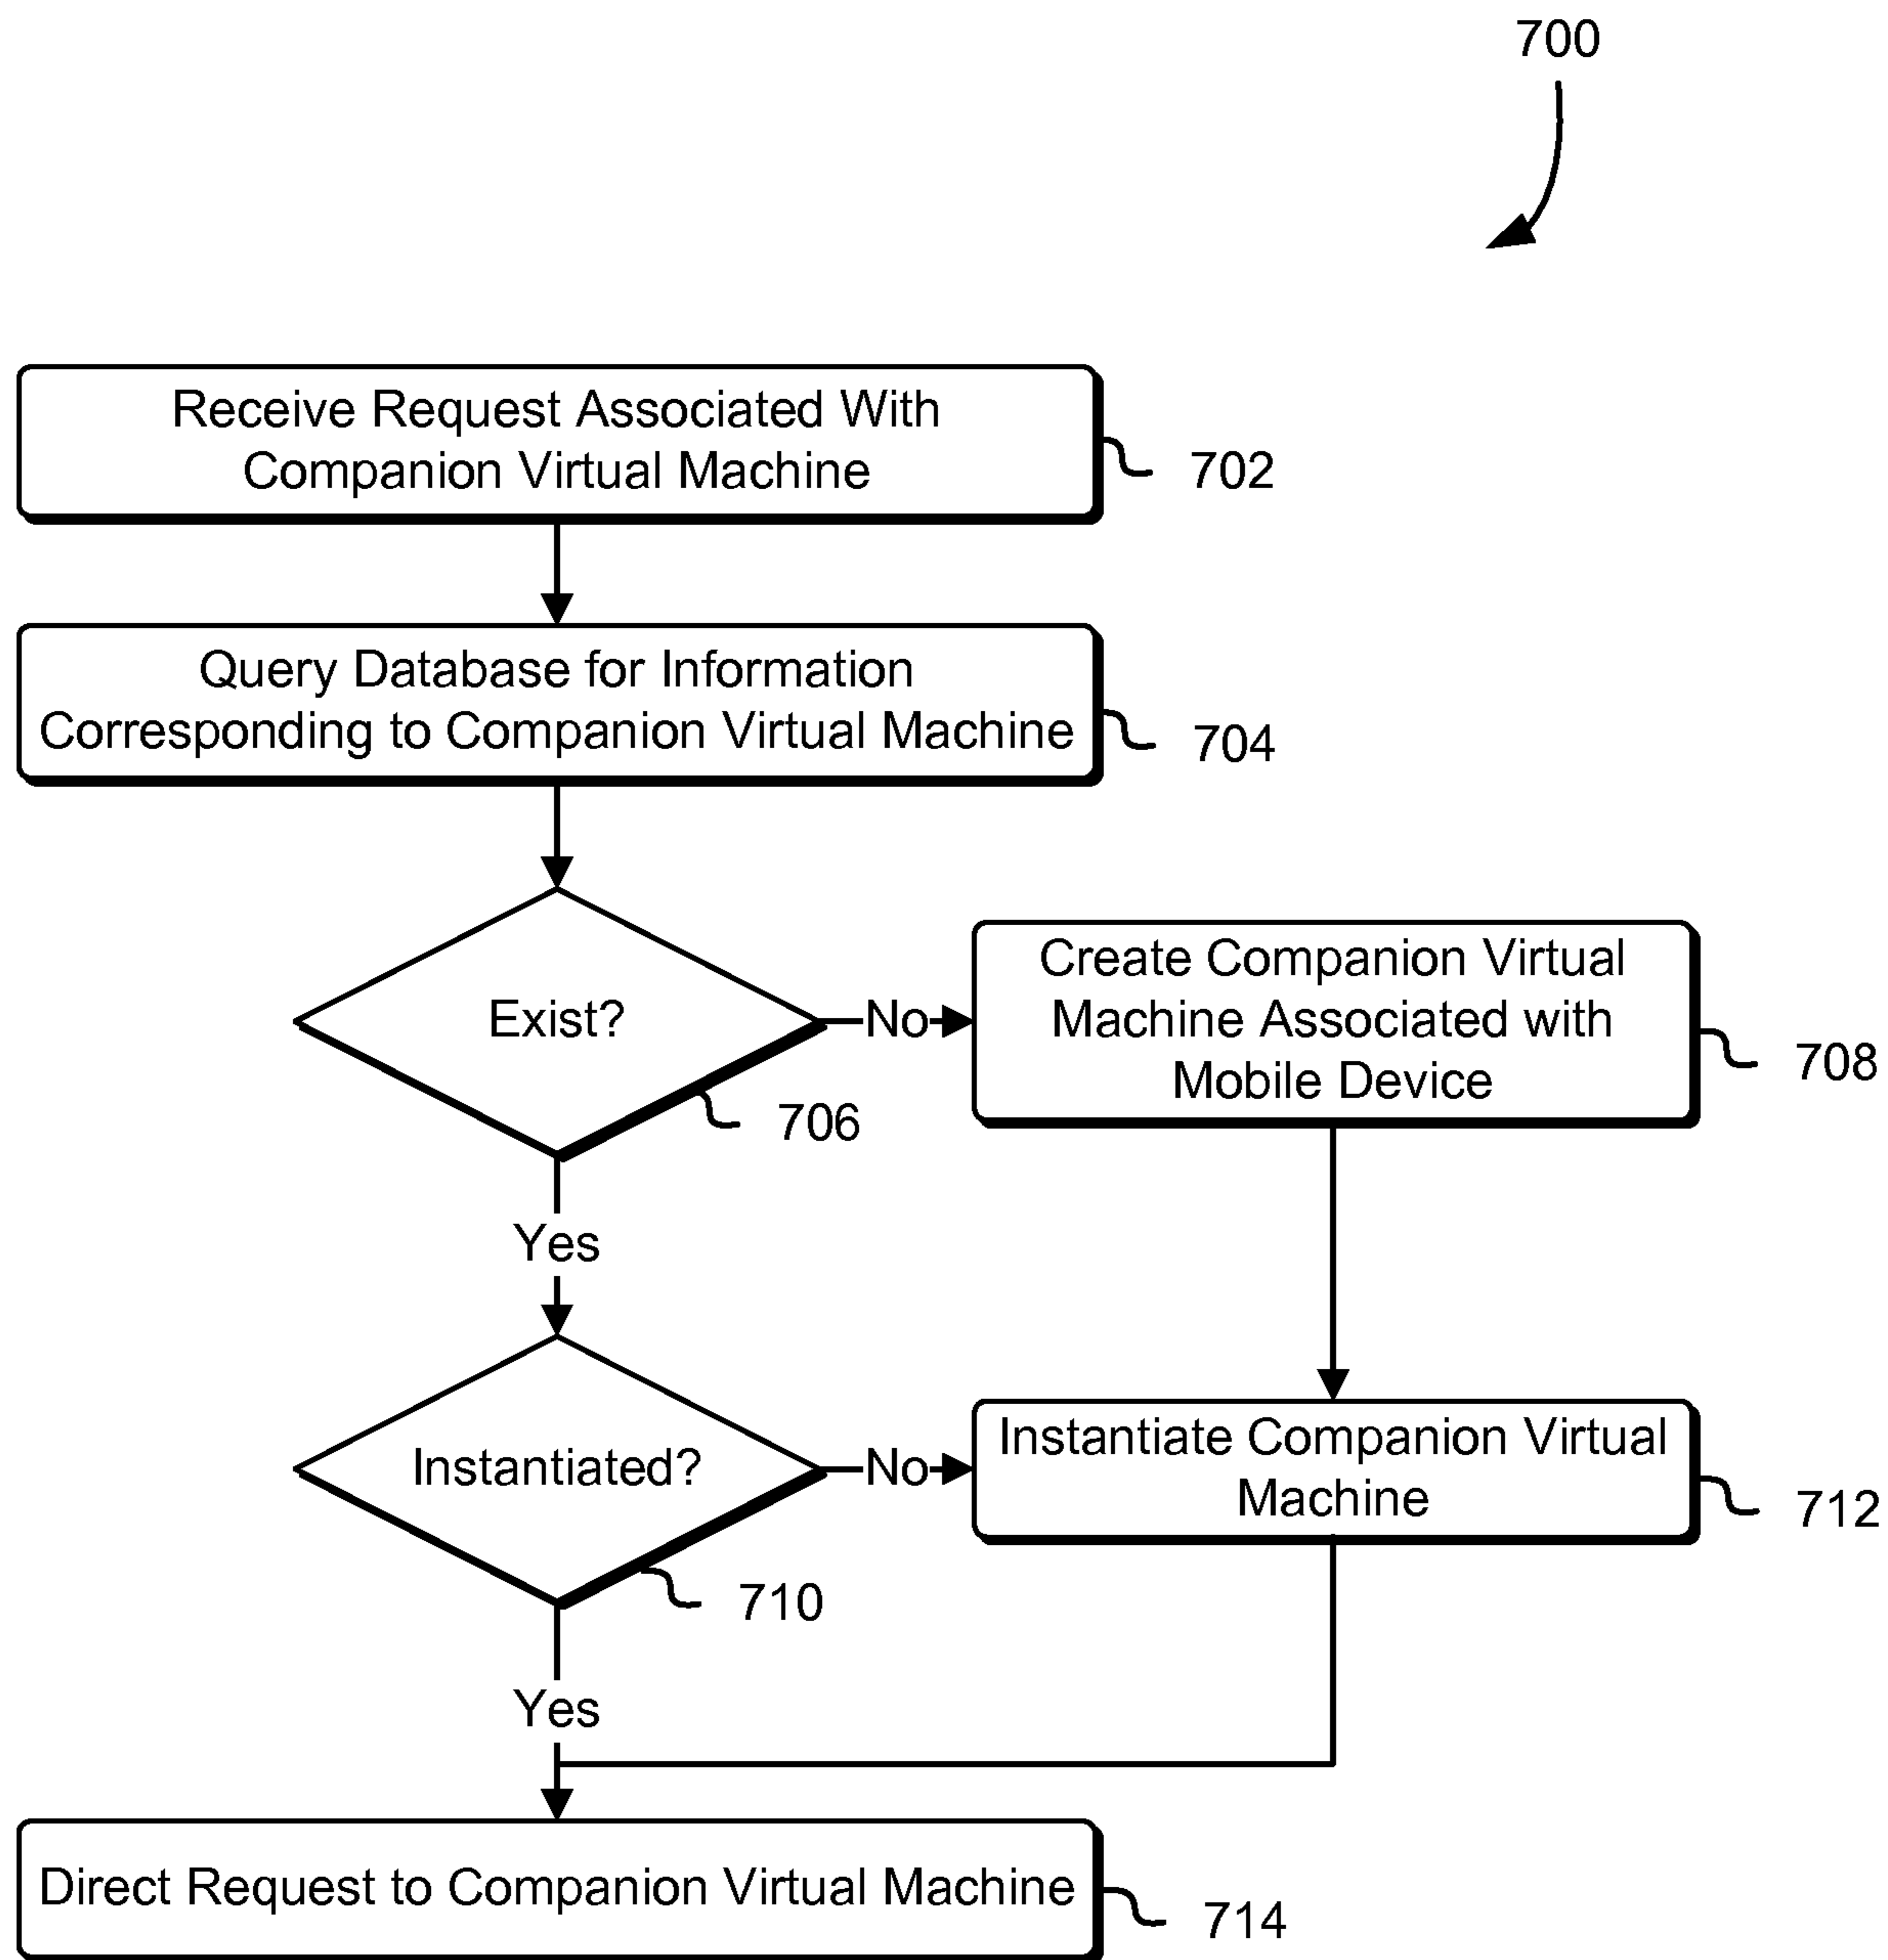 700
Receive Request Associated With
Companion Virtual Machine
702
Query Database for Information
Corresponding to Companion Virtual Machine
704
Exist?
No
706
Create Companion Virtual
Machine Associated with
Mobile Device
708
Yes
Instantiated?
No
710
Instantiate Companion Virtual
Machine
712
Yes
Direct Request to Companion Virtual Machine
714